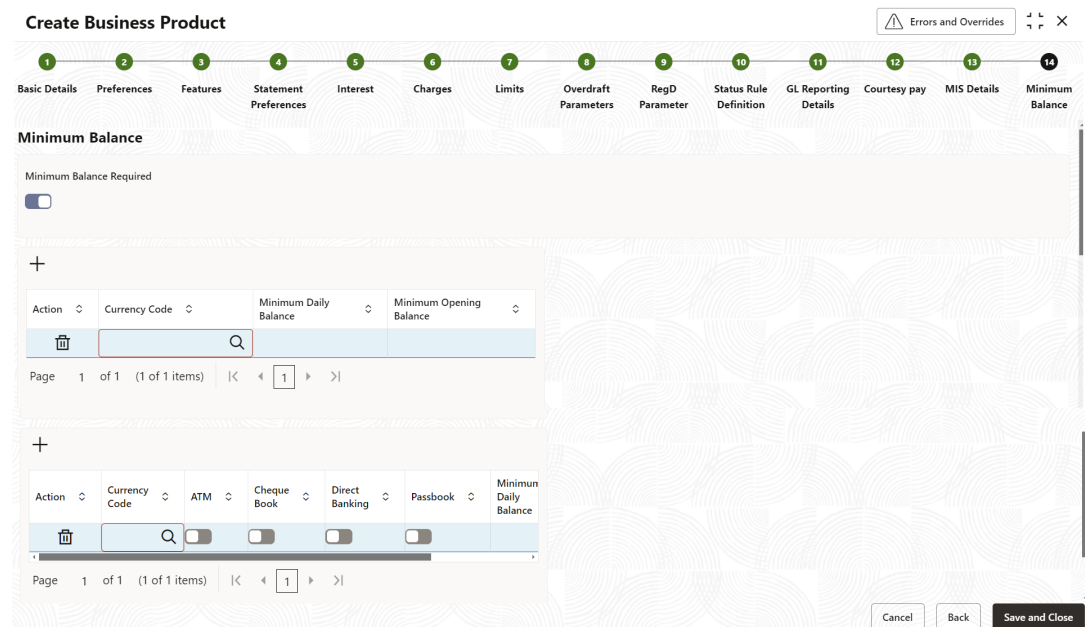 Create Business Product
Errors and Overrides
1 2 3 4 5 6 7 8 9 10 11 12 13 14
Basic Details Preferences Features Statement Preferences Interest Charges Limits Overdraft Parameters RegD Parameter Status Rule Definition GL Reporting Details Courtesy pay MIS Details Minimum Balance
Minimum Balance
Minimum Balance Required
Action Currency Code Minimum Daily Balance Minimum Opening Balance
Page 1 of 1 (1 of 1 items) 1
Action Currency Code ATM Cheque Book Direct Banking Passbook Minimum Daily Balance
Page 1 of 1 (1 of 1 items) 1
Cancel Back Save and Close